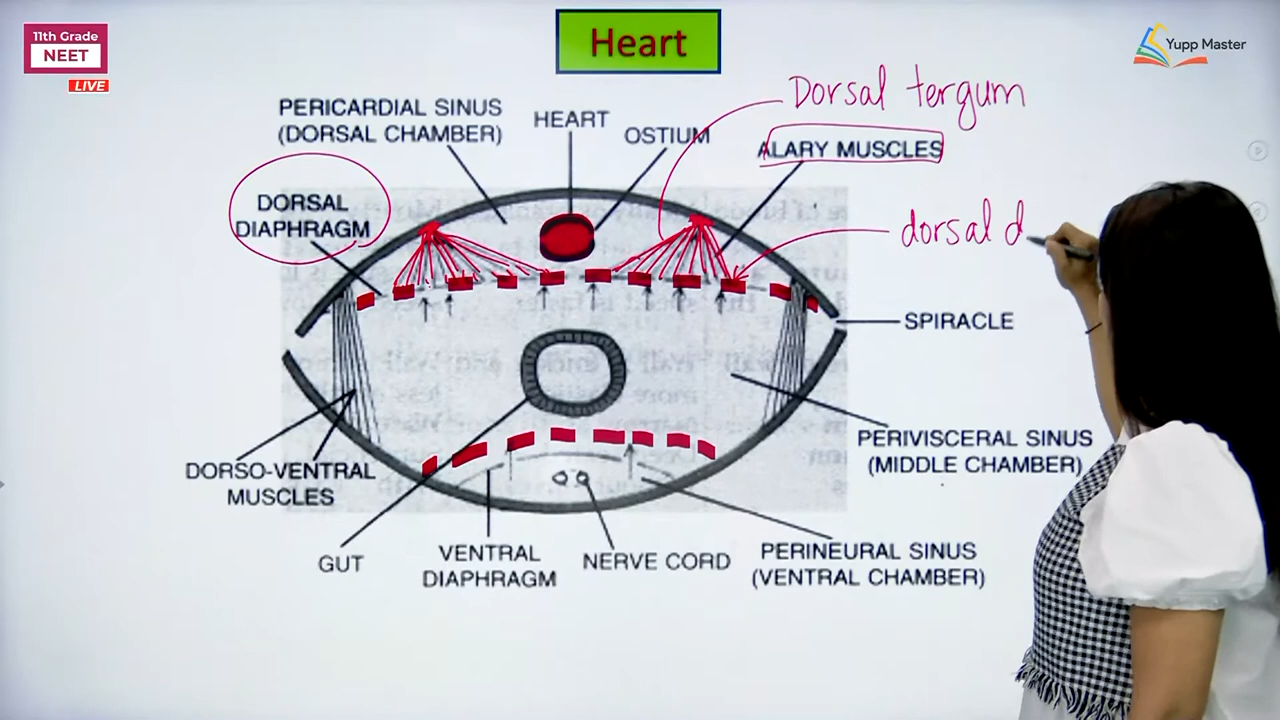 11th Grade
NEET
LIVE
Heart
Yupp Master
Dorsal tergum
PERICARDIAL SINUS
(DORSAL CHAMBER)
HEART
OSTIUM
ALARY MUSCLES
DORSAL
DIAPHRAGM
dorsal d
SPIRACLE
PERIVISCERAL SINUS
(MIDDLE CHAMBER)
DORSO-VENTRAL
MUSCLES
GUT
VENTRAL
DIAPHRAGM
NERVE CORD
PERINEURAL SINUS
(VENTRAL CHAMBER)